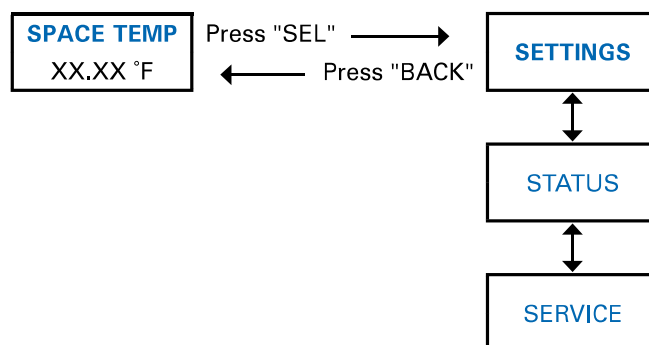 SPACE TEMP
XX.XX °F
Press "SEL"
Press "BACK"
SETTINGS
STATUS
SERVICE